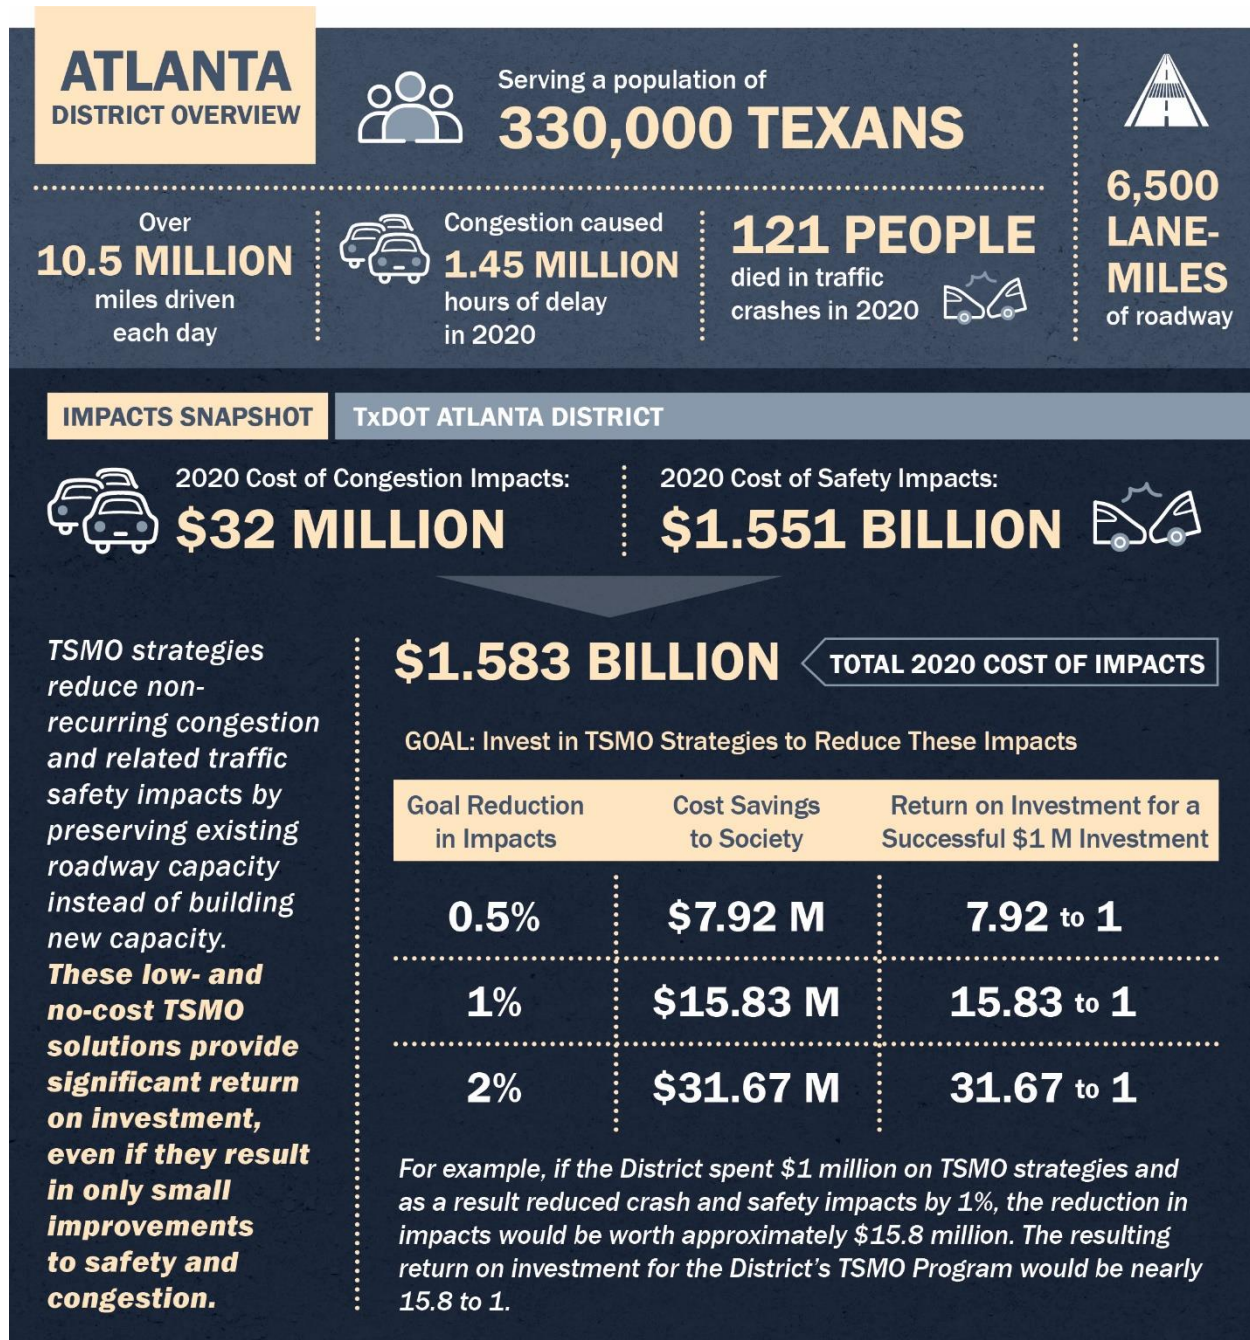 ATLANTA
DISTRICT OVERVIEW
Serving a population of
330,000 TEXANS
6,500
LANE-
MILES
of roadway
Over
10.5 MILLION
miles driven
each day
Congestion caused
1.45 MILLION
hours of delay
in 2020
121 PEOPLE
died in traffic
crashes in 2020
IMPACTS SNAPSHOT
TxDOT ATLANTA DISTRICT
2020 Cost of Congestion Impacts:
$32 MILLION
2020 Cost of Safety Impacts:
$1.551 BILLION
TSMO strategies
reduce non-
recurring congestion
and related traffic
safety impacts by
preserving existing
roadway capacity
instead of building
new capacity.
These low- and
no-cost TSMO
solutions provide
significant return
on investment,
even if they result
in only small
improvements
to safety and
congestion.
$1.583 BILLION
TOTAL 2020 COST OF IMPACTS
GOAL: Invest in TSMO Strategies to Reduce These Impacts
Goal Reduction
in Impacts
Cost Savings
to Society
Return on Investment for a
Successful $1 M Investment
0.5% $7.92 M 7.92 to 1
1% $15.83 M 15.83 to 1
2% $31.67 M 31.67 to 1
For example, if the District spent $1 million on TSMO strategies and
as a result reduced crash and safety impacts by 1%, the reduction in
impacts would be worth approximately $15.8 million. The resulting
return on investment for the District's TSMO Program would be nearly
15.8 to 1.